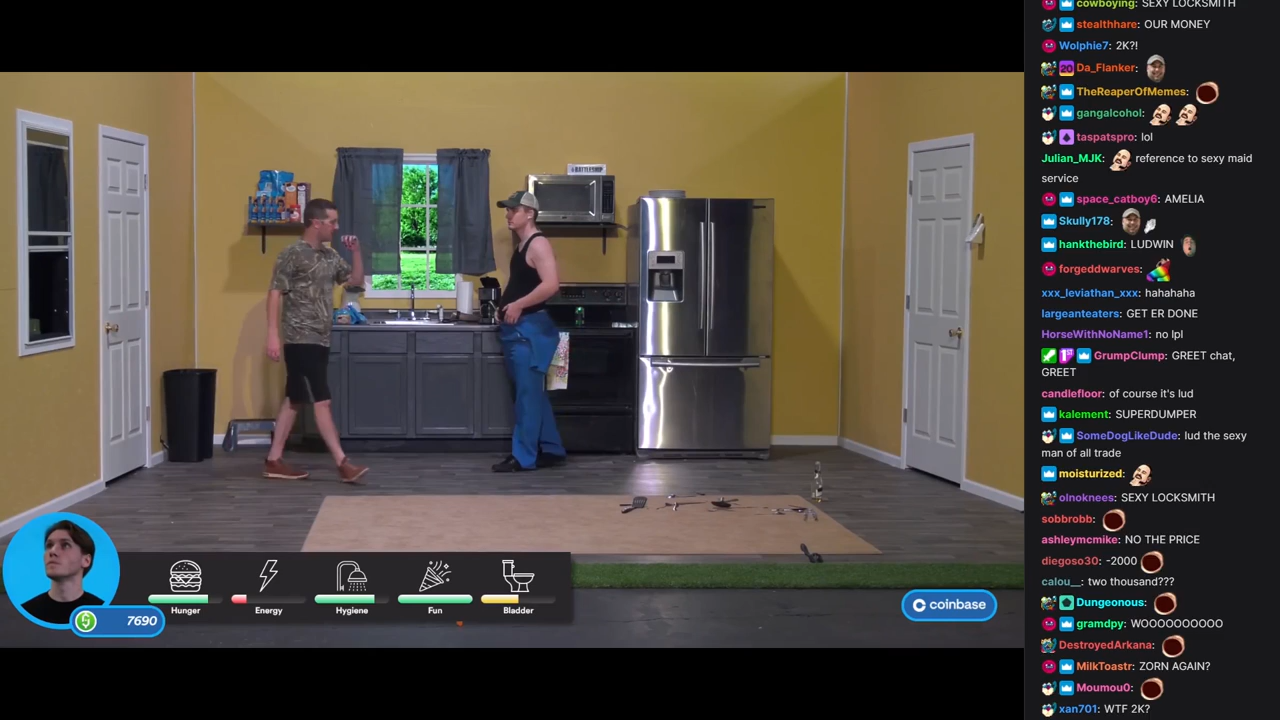 BATTLESHIP
Hunger
Energy
Hygiene
Fun
Bladder
7690
coinbase
cowboying: SEXY LOCKSMITH
stealthhare: OUR MONEY
Wolphie7: 2K?!
20 Da_Flanker:
TheReaperOfMemes:
gangalcohol:
taspatspro: lol
Julian_MJK: reference to sexy maid
service
space_catboy6: AMELIA
Skully178:
hankthebird: LUDWIN
forgeddwarves:
xxx_leviathan_xxx: hahahaha
largeanteaters: GET ER DONE
HorseWithNoName1: no lpl
1ST GrumpClump: GREET chat,
GREET
candlefloor: of course it's lud
kalement: SUPERDUMPER
SomeDogLikeDude: lud the sexy
man of all trade
moisturized:
olnoknees: SEXY LOCKSMITH
sobbrobb:
ashleymcmike: NO THE PRICE
diegoso30: -2000
calou__: two thousand???
Dungeonous:
gramdpy: WOOOOOOOOOO
DestroyedArkana:
MilkToastr: ZORN AGAIN?
Moumou0:
xan701: WTF 2K?